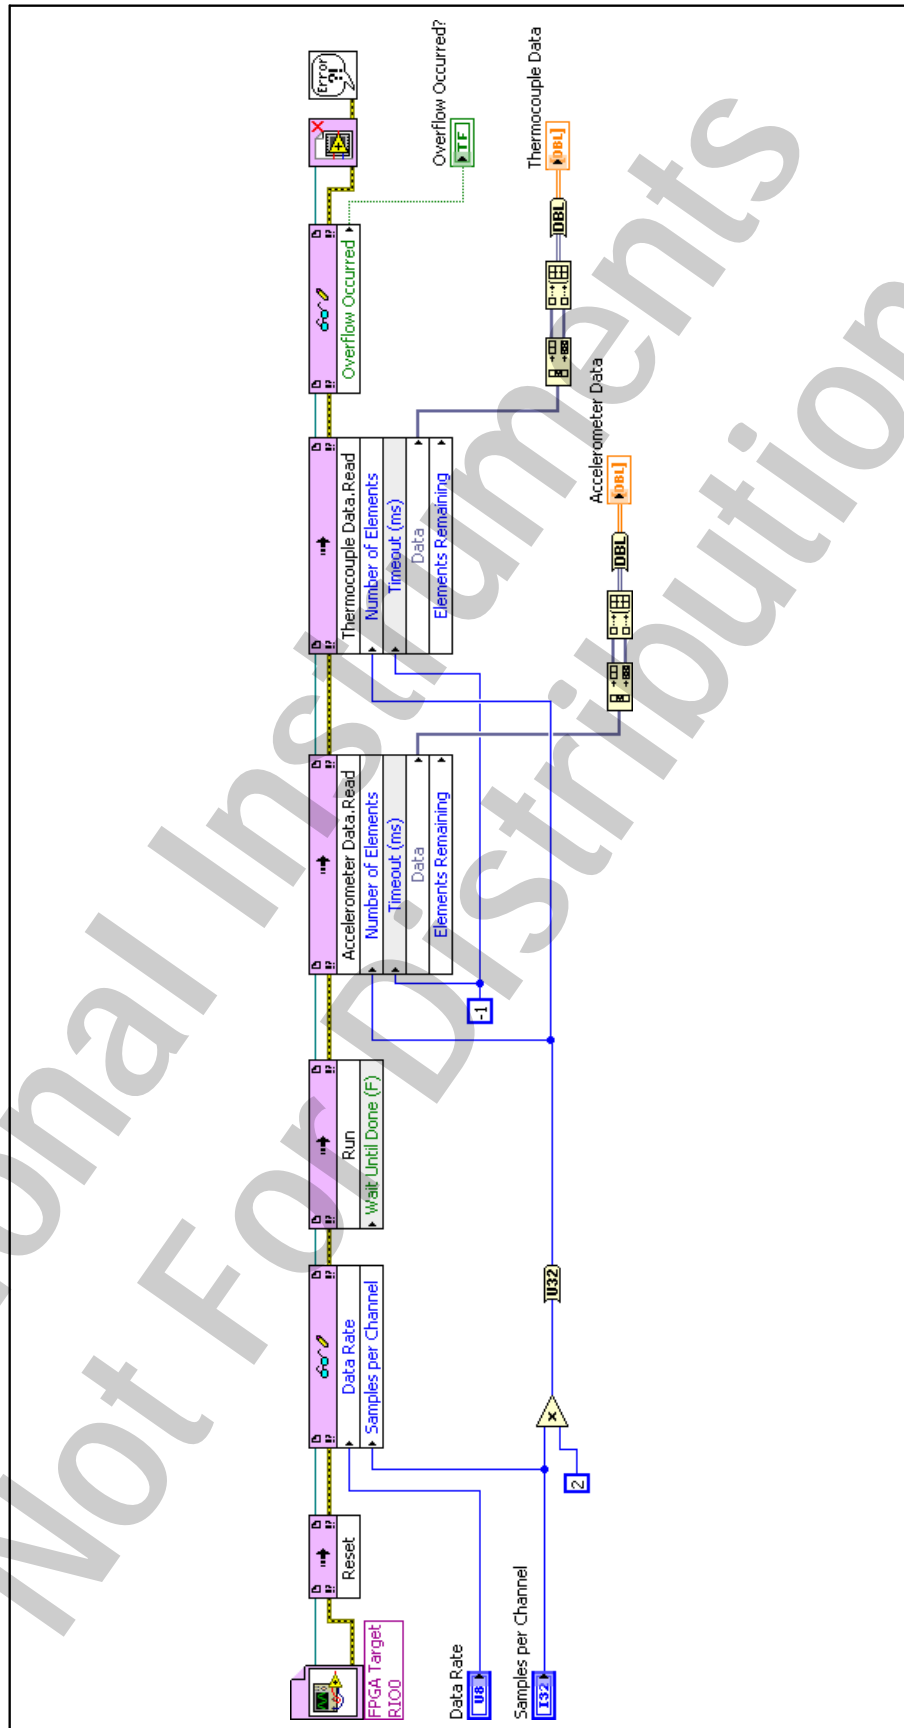 FPGA Target
RIO0
Reset
Data Rate
Samples per Channel
Run
Wait Until Done (F)
Accelerometer Data.Read
Number of Elements
Timeout (ms)
Data
Elements Remaining
Thermocouple Data.Read
Number of Elements
Timeout (ms)
Data
Elements Remaining
Overflow Occurred
Error
?!
Overflow Occurred?
TF
Data Rate
U8
Samples per Channel
I32
2
x
U32
-1
Accelerometer Data
DBL
DBL]
Thermocouple Data
DBL
DBL]
onal Instruments
Not For Distribution